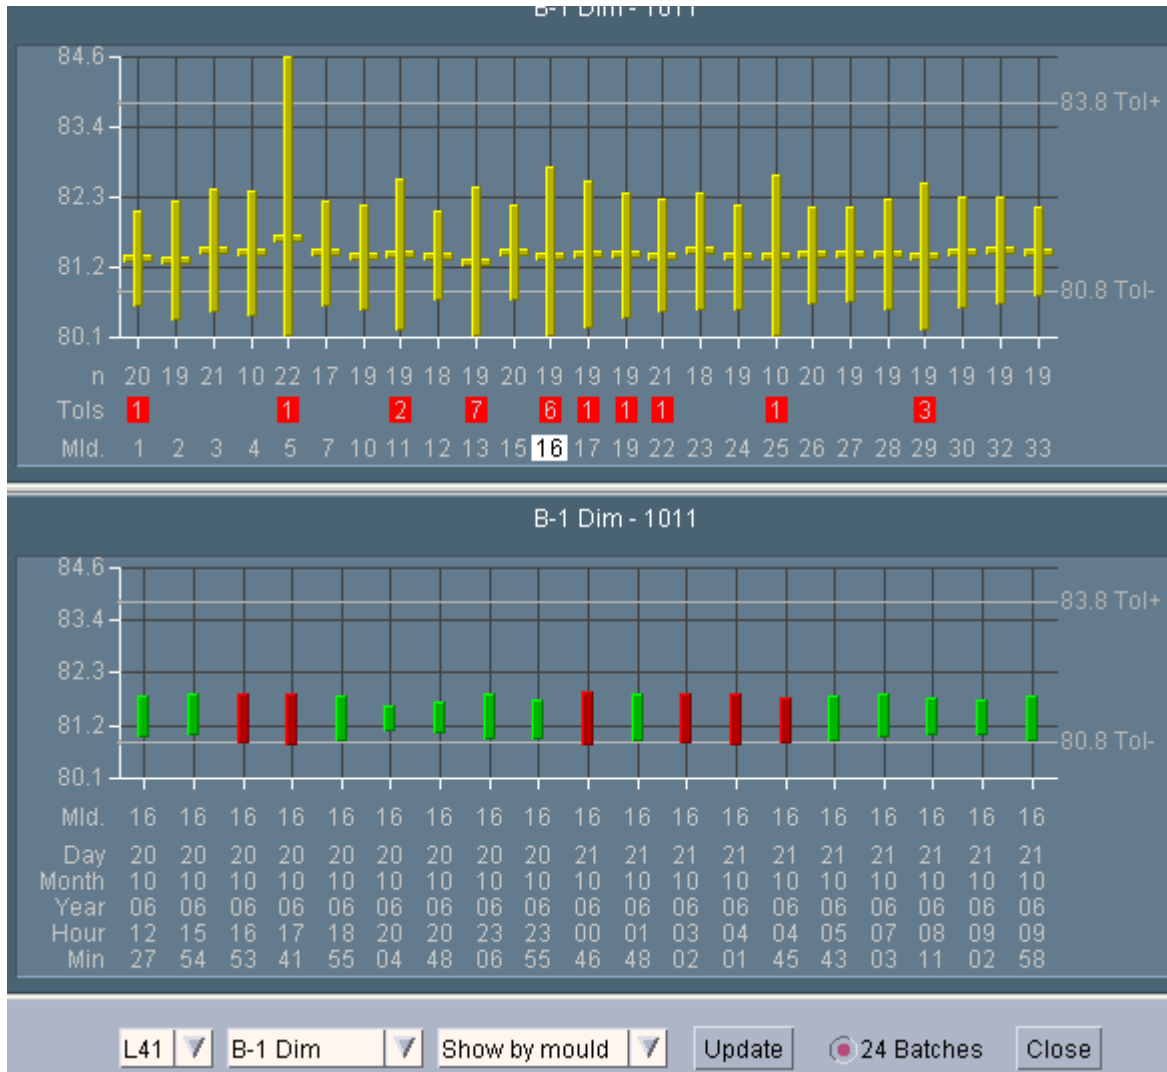 B-1 Dim - 1011
84.6
83.8 Tol+
83.4
82.3
81.2
80.8 Tol-
80.1
n 20 19 21 10 22 17 19 19 18 19 20 19 19 19 21 18 19 10 20 19 19 19 19 19 19
Tols 1 1 2 7 6 1 1 1 1 3
Mld. 1 2 3 4 5 7 10 11 12 13 15 16 17 19 22 23 24 25 26 27 28 29 30 32 33
B-1 Dim - 1011
84.6
83.8 Tol+
83.4
82.3
81.2
80.8 Tol-
80.1
Mld. 16 16 16 16 16 16 16 16 16 16 16 16 16 16 16 16 16 16 16
Day 20 20 20 20 20 20 20 20 20 21 21 21 21 21 21 21 21 21 21
Month 10 10 10 10 10 10 10 10 10 10 10 10 10 10 10 10 10 10 10
Year 06 06 06 06 06 06 06 06 06 06 06 06 06 06 06 06 06 06 06
Hour 12 15 16 17 18 20 20 23 23 00 01 03 04 04 05 07 08 09 09
Min 27 54 53 41 55 04 48 06 55 46 48 02 01 45 43 03 11 02 58
L41 B-1 Dim Show by mould Update 24 Batches Close